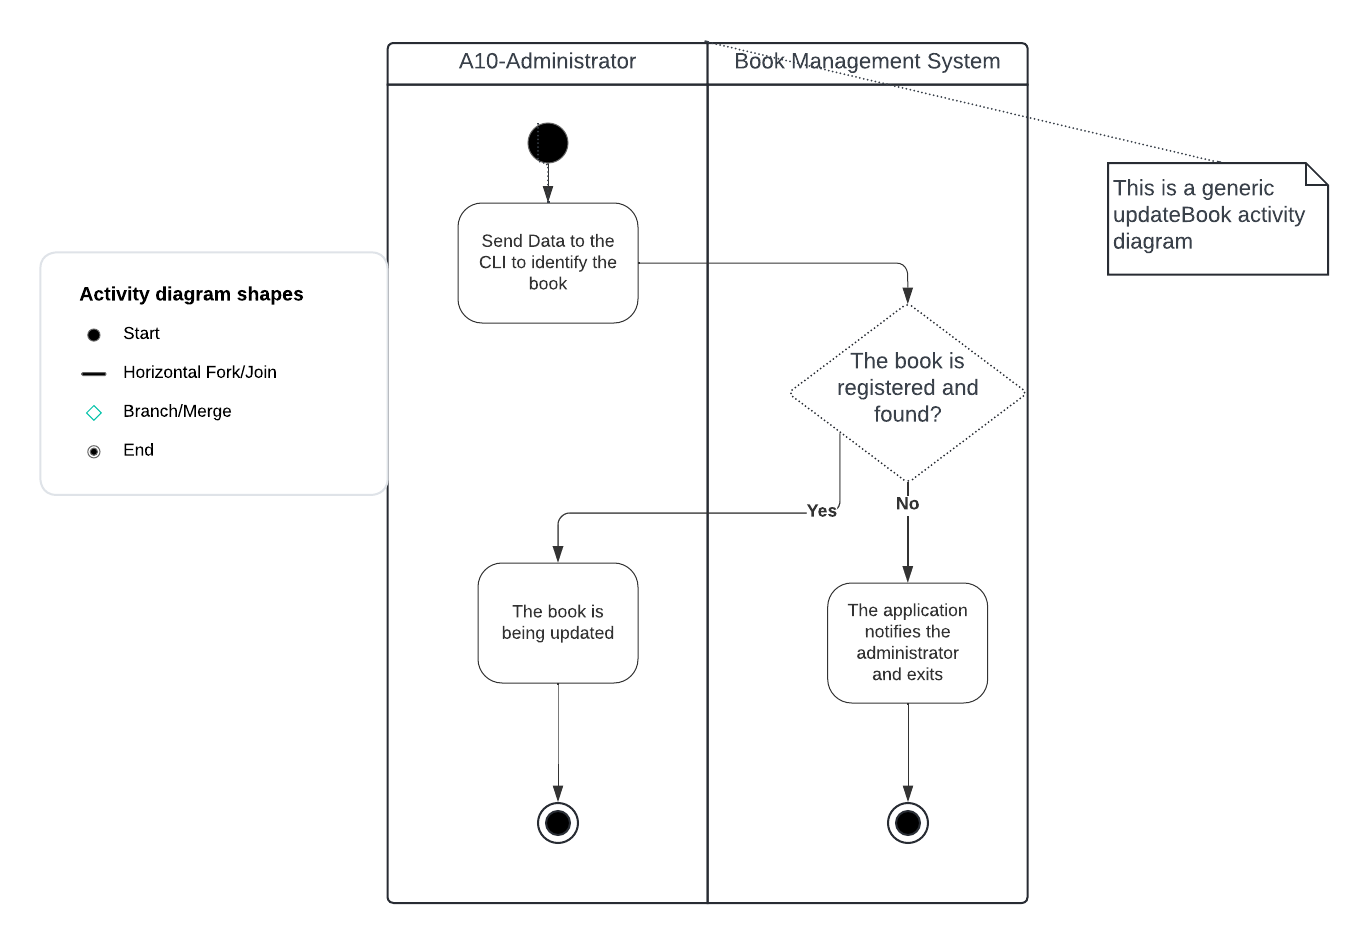 A10-Administrator
Book Management System
This is a generic
updateBook activity
diagram
Send Data to the
CLI to identify the
book
Activity diagram shapes
Start
Horizontal Fork/Join
Branch/Merge
End
The book is
registered and
found?
Yes
No
The book is
being updated
The application
notifies the
administrator
and exits